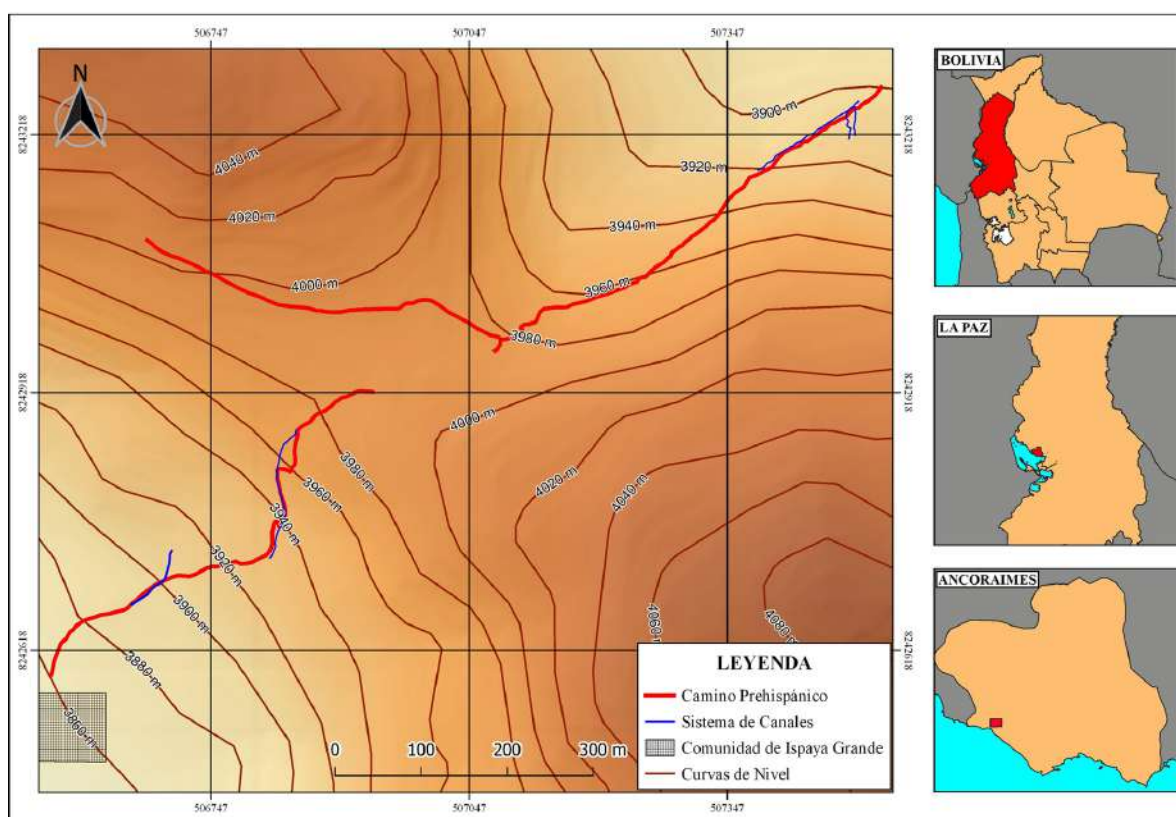 506747
507047
507347
BOLIVIA
N
3900 m
8243218
8243218
4040 m
3920 m
4020 m
3940 m
4000 m
3960 m
3980 m
LA PAZ
8242918
8242918
4000 m
3980 m
4020 m
3960 m
4040 m
3940 m
3920 m
ANCORAIMES
3900 m
4060 m
4080 m
8242618
8242618
3880 m
3860 m
LEYENDA
Camino Prehispánico
Sistema de Canales
Comunidad de Ispaya Grande
Curvas de Nivel
0 100 200 300 m
506747
507047
507347